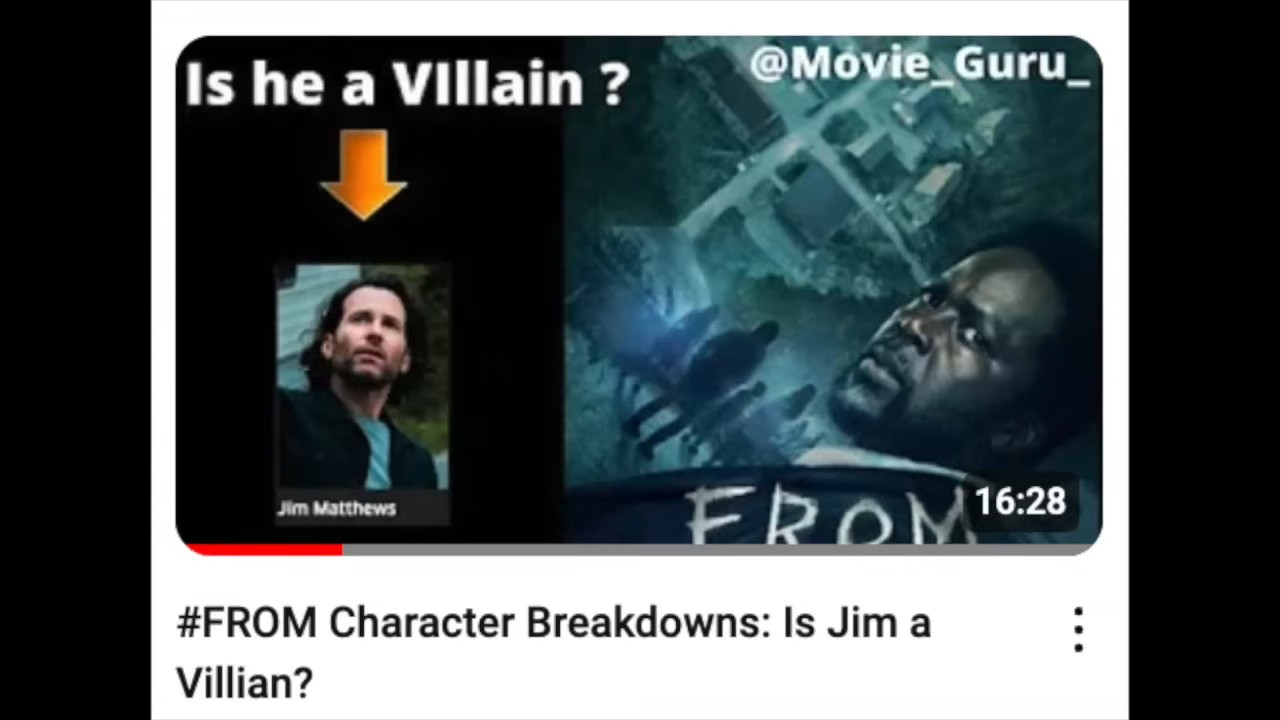 Is he a VIllain ?
@Movie_Guru_
Jim Matthews
FROM
16:28
#FROM Character Breakdowns: Is Jim a
Villian?